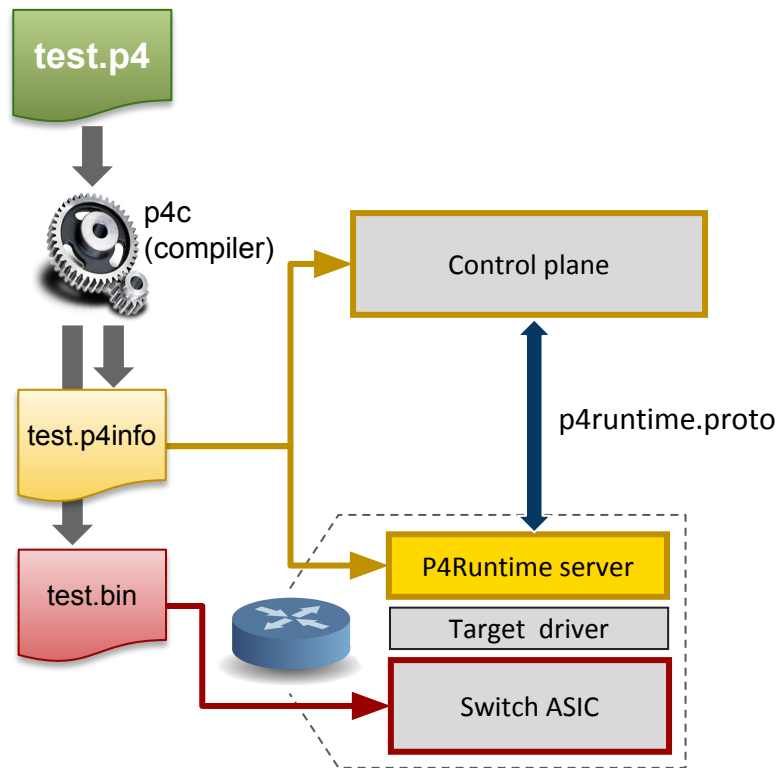 test.p4
p4c
(compiler)
Control plane
test.p4info
p4runtime.proto
P4Runtime server
test.bin
Target driver
Switch ASIC